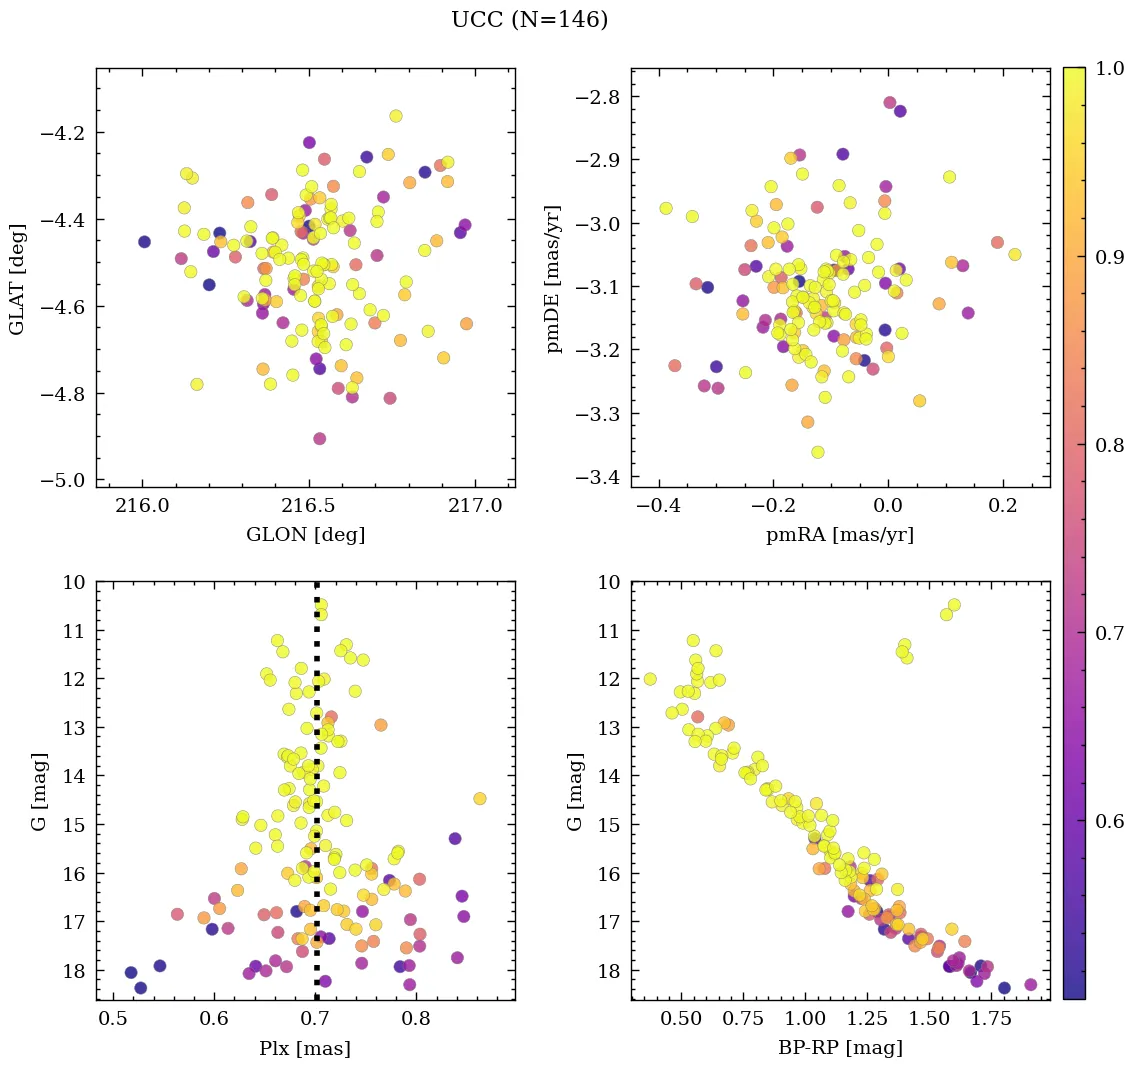 UCC (N=146)
−4.2
−4.4
−4.6
−4.8
−5.0
GLAT [deg]
216.0 216.5 217.0
GLON [deg]
−2.8
−2.9
−3.0
−3.1
−3.2
−3.3
−3.4
pmDE [mas/yr]
−0.4 −0.2 0.0 0.2
pmRA [mas/yr]
1.0
0.9
0.8
0.7
0.6
10
11
12
13
14
15
16
17
18
G [mag]
0.5 0.6 0.7 0.8
Plx [mas]
10
11
12
13
14
15
16
17
18
G [mag]
0.50 0.75 1.00 1.25 1.50 1.75
BP-RP [mag]